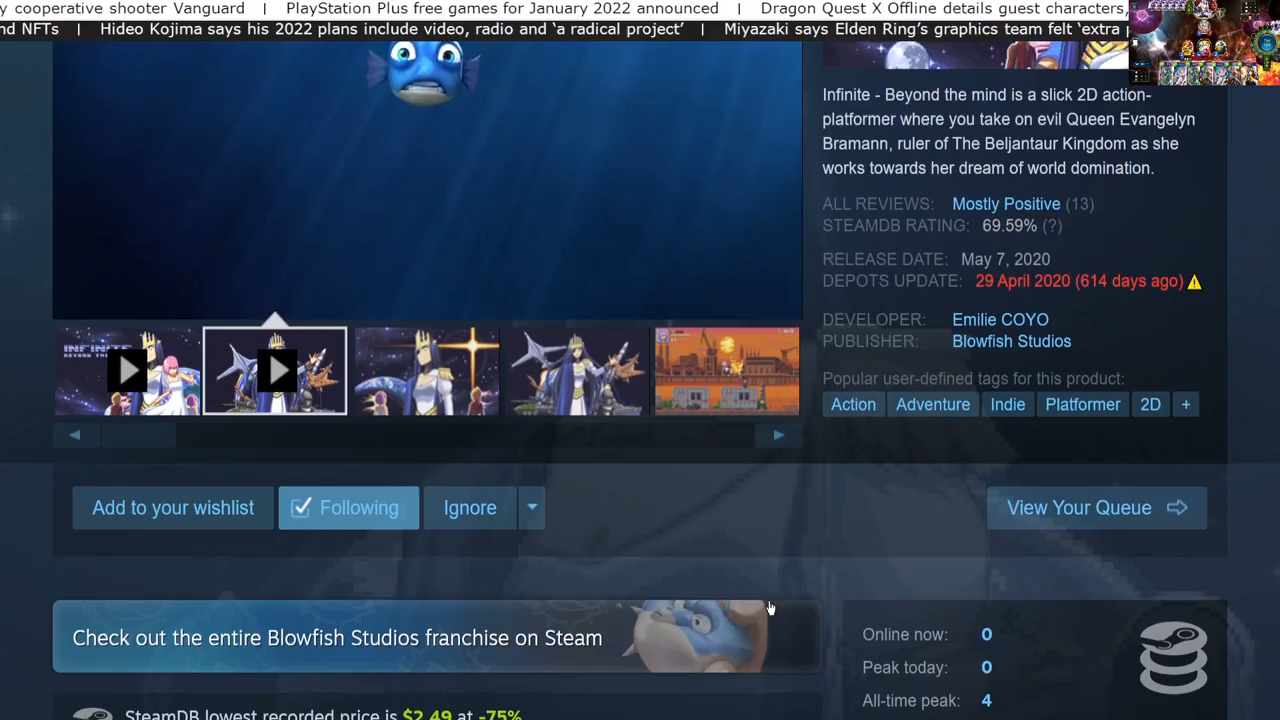 y cooperative shooter Vanguard | PlayStation Plus free games for January 2022 announced | Dragon Quest X Offline details guest characters,
nd NFTs | Hideo Kojima says his 2022 plans include video, radio and ‘a radical project’ | Miyazaki says Elden Ring’s graphics team felt ‘extra p
Infinite - Beyond the mind is a slick 2D action-
platformer where you take on evil Queen Evangelyn
Bramann, ruler of The Beljantaur Kingdom as she
works towards her dream of world domination.
ALL REVIEWS: Mostly Positive (13)
STEAMDB RATING: 69.59% (?)
RELEASE DATE: May 7, 2020
DEPOTS UPDATE: 29 April 2020 (614 days ago)
DEVELOPER: Emilie COYO
PUBLISHER: Blowfish Studios
Popular user-defined tags for this product:
Action Adventure Indie Platformer 2D +
INFINITE
Add to your wishlist Following Ignore View Your Queue
Check out the entire Blowfish Studios franchise on Steam
Online now: 0
Peak today: 0
All-time peak: 4
SteamDB lowest recorded price is $2.49 at -75%